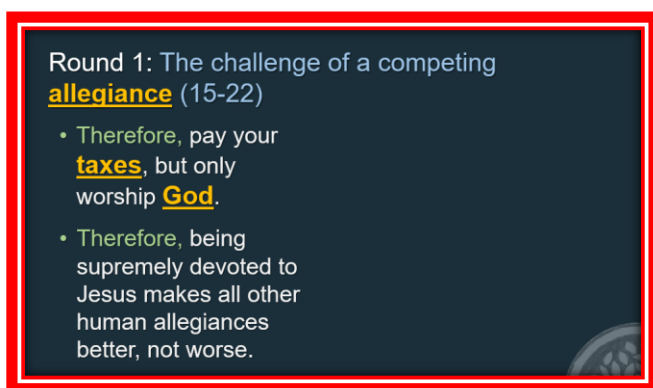 Round 1: The challenge of a competing
allegiance (15-22)
• Therefore, pay your
taxes, but only
worship God.
• Therefore, being
supremely devoted to
Jesus makes all other
human allegiances
better, not worse.